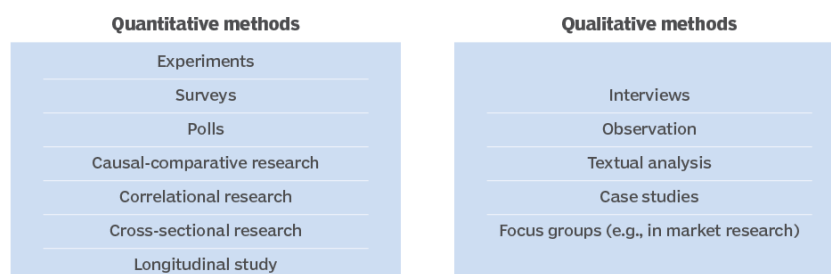 Quantitative methods
Experiments
Surveys
Polls
Causal-comparative research
Correlational research
Cross-sectional research
Longitudinal study
Qualitative methods
Interviews
Observation
Textual analysis
Case studies
Focus groups (e.g., in market research)